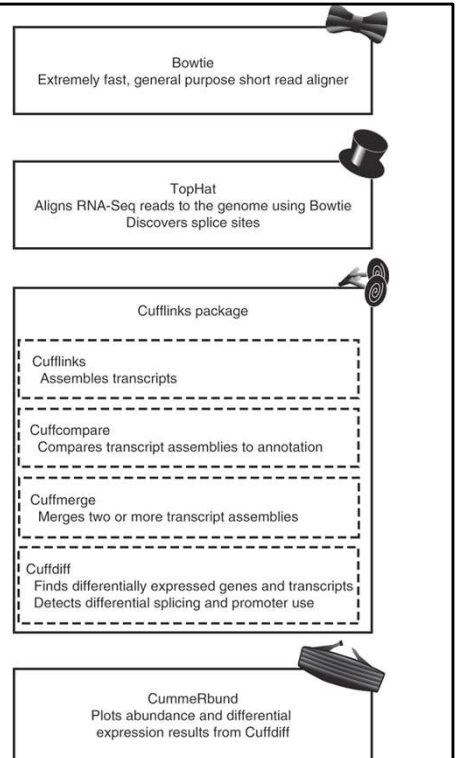 Bowtie
Extremely fast, general purpose short read aligner
TopHat
Aligns RNA-Seq reads to the genome using Bowtie
Discovers splice sites
Cufflinks package
Cufflinks
Assembles transcripts
Cuffcompare
Compares transcript assemblies to annotation
Cuffmerge
Merges two or more transcript assemblies
Cuffdiff
Finds differentially expressed genes and transcripts
Detects differential splicing and promoter use
CummeRbund
Plots abundance and differential
expression results from Cuffdiff